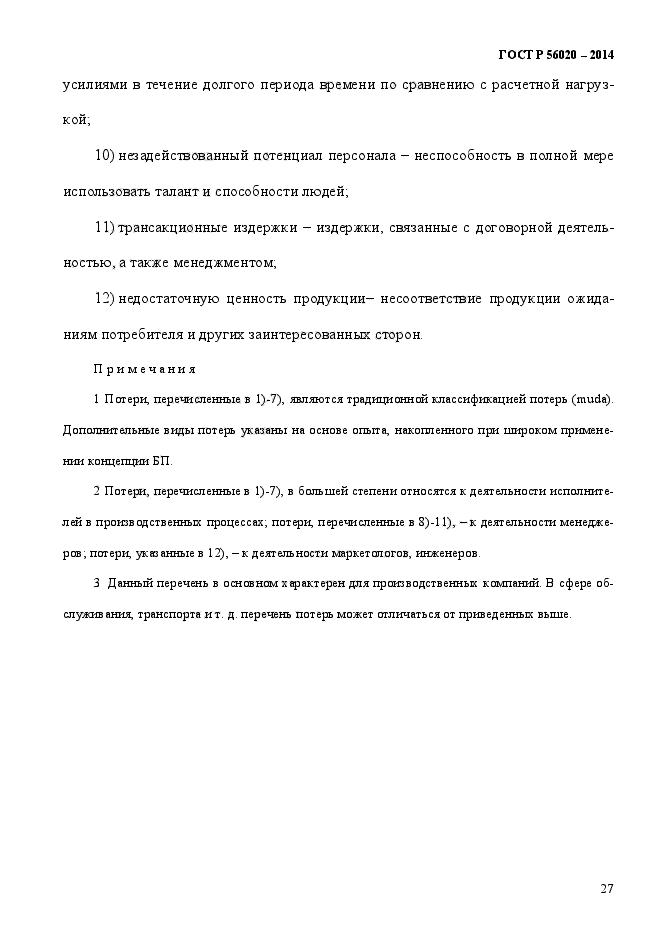 ГОСТ Р 56020 – 2014
усилиями в течение долгого периода времени по сравнению с расчетной нагруз-
кой;
10) незадействованный потенциал персонала – неспособность в полной мере
использовать талант и способности людей;
11) трансакционные издержки – издержки, связанные с договорной деятель-
ностью, а также менеджментом;
12) недостаточную ценность продукции– несоответствие продукции ожида-
ниям потребителя и других заинтересованных сторон.
Примечания
1 Потери, перечисленные в 1)-7), являются традиционной классификацией потерь (muda).
Дополнительные виды потерь указаны на основе опыта, накопленного при широком примене-
нии концепции БП.
2 Потери, перечисленные в 1)-7), в большей степени относятся к деятельности исполните-
лей в производственных процессах; потери, перечисленные в 8)-11), – к деятельности менедже-
ров; потери, указанные в 12), – к деятельности маркетологов, инженеров.
3 Данный перечень в основном характерен для производственных компаний. В сфере об-
служивания, транспорта и т. д. перечень потерь может отличаться от приведенных выше.
27